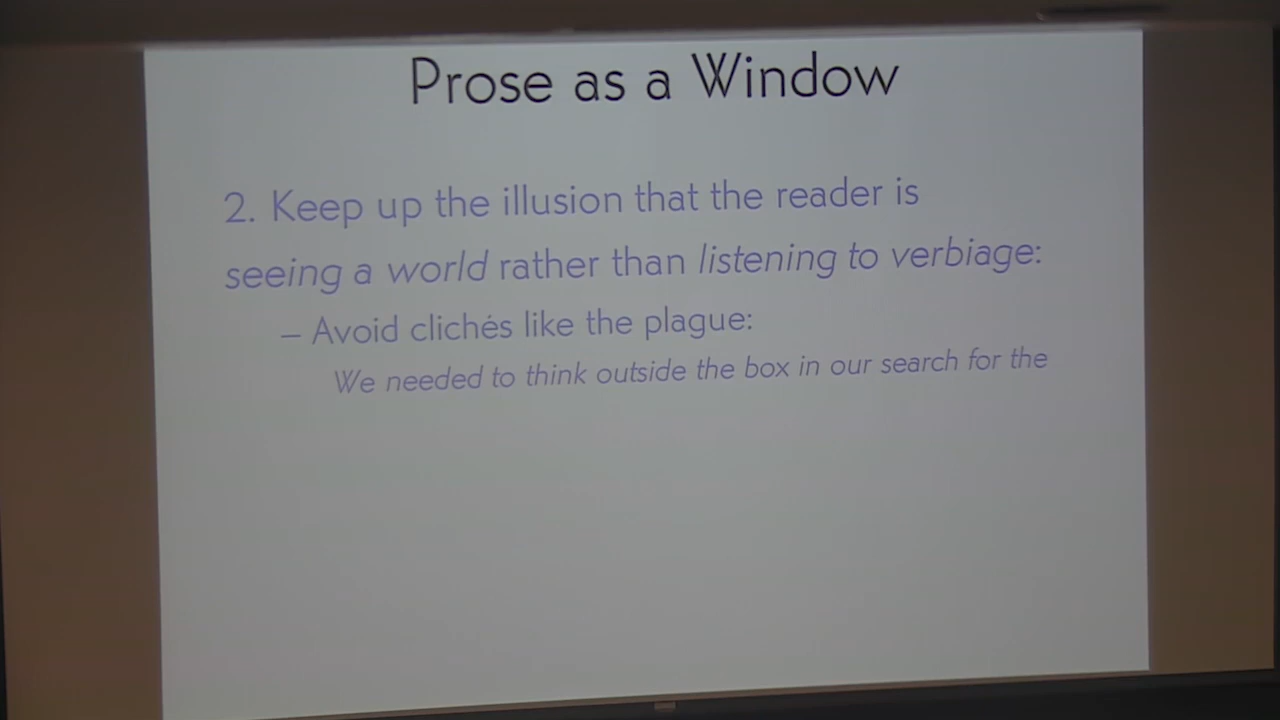 Prose as a Window
2. Keep up the illusion that the reader is
seeing a world rather than listening to verbiage:
– Avoid clichés like the plague:
We needed to think outside the box in our search for the